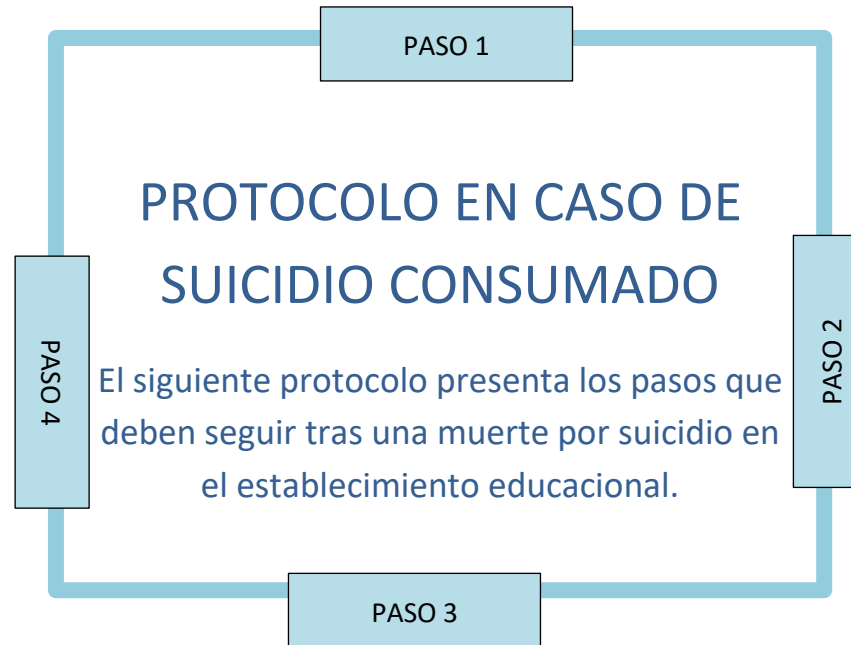 PASO 1
PROTOCOLO EN CASO DE
SUICIDIO CONSUMADO
PASO 2
PASO 4
El siguiente protocolo presenta los pasos que
deben seguir tras una muerte por suicidio en
el establecimiento educacional.
PASO 3